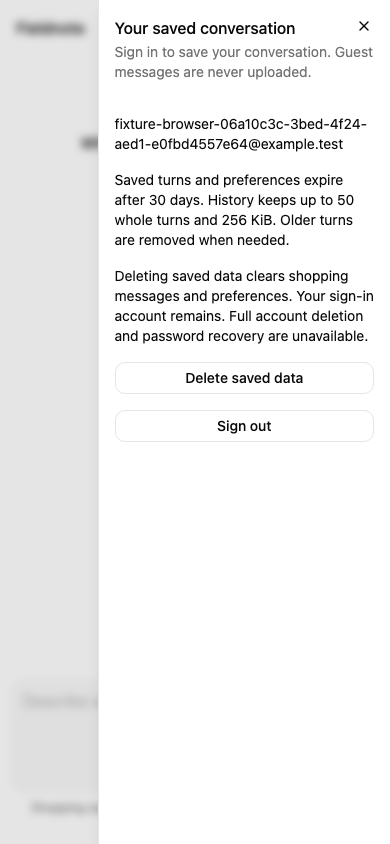 Your saved conversation
Sign in to save your conversation. Guest
messages are never uploaded.
fixture-browser-06a10c3c-3bed-4f24-
aed1-e0fbd4557e64@example.test
Saved turns and preferences expire
after 30 days. History keeps up to 50
whole turns and 256 KiB. Older turns
are removed when needed.
Deleting saved data clears shopping
messages and preferences. Your sign-in
account remains. Full account deletion
and password recovery are unavailable.
Delete saved data
Sign out